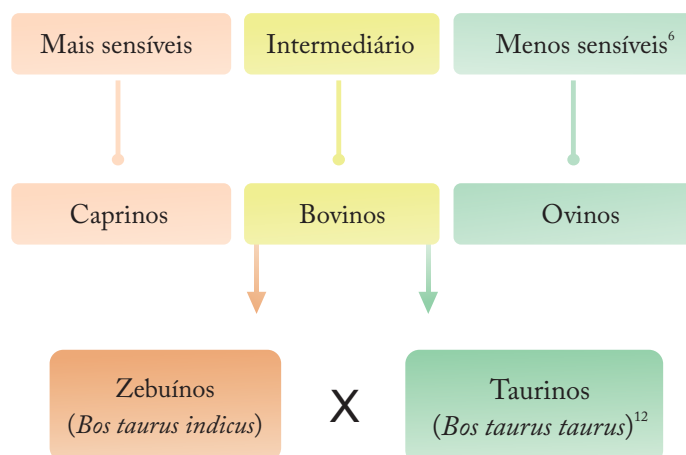 Mais sensíveis
Intermediário
Menos sensíveis⁶
Caprinos
Bovinos
Ovinos
Zebuínos
(Bos taurus indicus)
X
Taurinos
(Bos taurus taurus)¹²